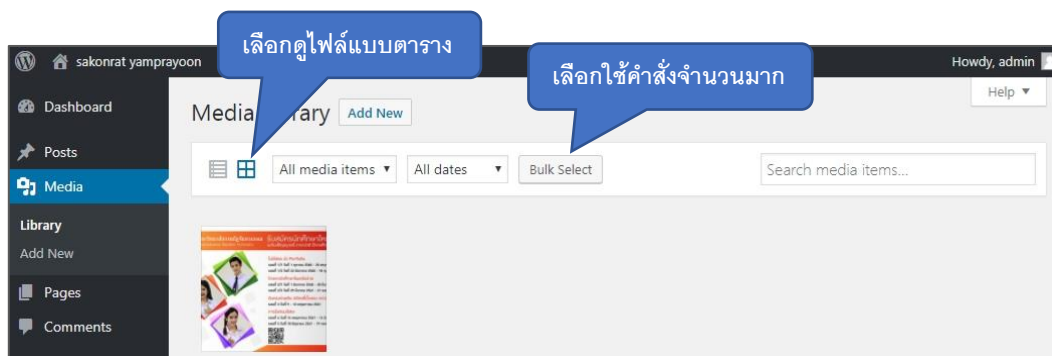 เลือกดูไฟล์แบบตาราง
เลือกใช้คำสั่งจำนวนมาก
sakonrat yamprayoon
Howdy, admin
Help ▼
Dashboard
Media rary Add New
Posts
All media items ▼ All dates ▼ Bulk Select Search media items...
Media
Library
Add New
Pages
Comments